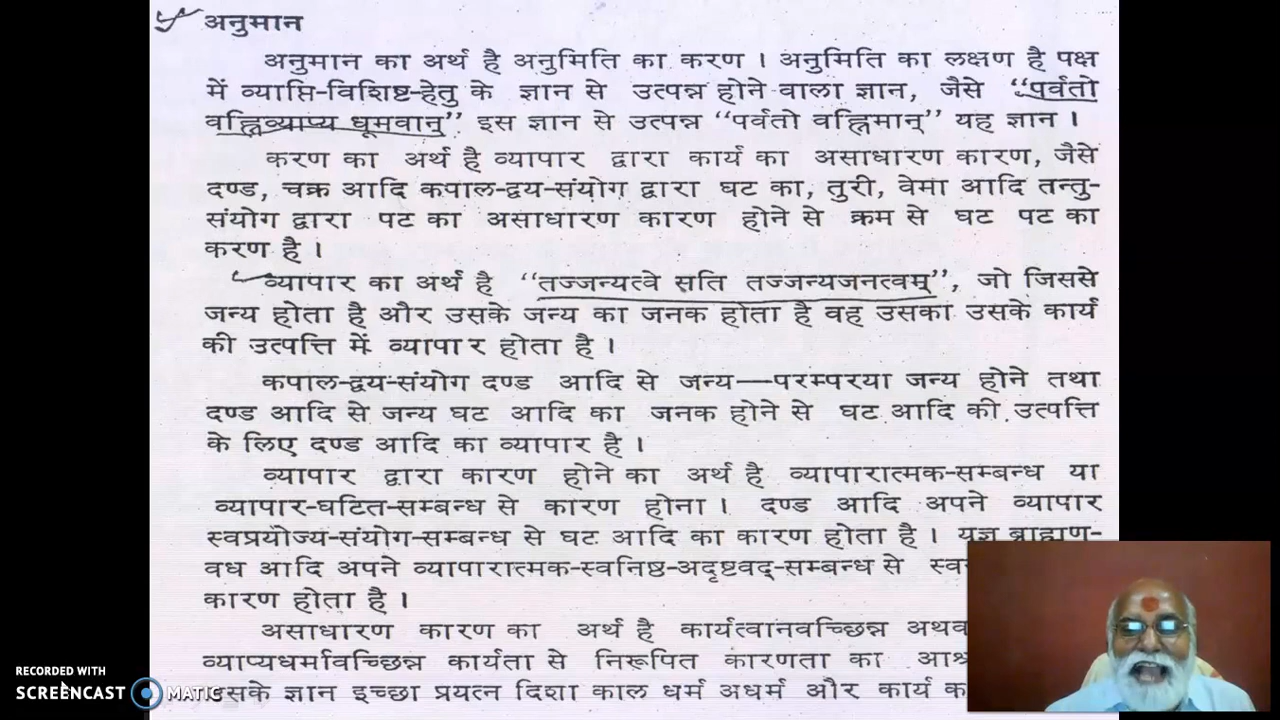 अनुमान
अनुमान का अर्थ है अनुमिति का करण । अनुमिति का लक्षण है पक्ष
में व्याप्ति-विशिष्ट-हेतु के ज्ञान से उत्पन्न होने वाला ज्ञान, जैसे “पर्वतो
वह्निव्याप्य धूमवान्” इस ज्ञान से उत्पन्न “पर्वतो वह्निमान्” यह ज्ञान ।
करण का अर्थ है व्यापार द्वारा कार्य का असाधारण कारण, जैसे
दण्ड, चक्र आदि कपाल-द्वय-संयोग द्वारा घट का, तुरी, वेमा आदि तन्तु-
संयोग द्वारा पट का असाधारण कारण होने से क्रम से घट पट का
करण है ।
व्यापार का अर्थ है “तज्जन्यत्वे सति तज्जन्यजनत्वम्”, जो जिससे
जन्य होता है और उसके जन्य का जनक होता है वह उसका उसके कार्य
की उत्पत्ति में व्यापार होता है ।
कपाल-द्वय-संयोग दण्ड आदि से जन्य—परम्परया जन्य होने तथा
दण्ड आदि से जन्य घट आदि का जनक होने से घट आदि की उत्पत्ति
के लिए दण्ड आदि का व्यापार है ।
व्यापार द्वारा कारण होने का अर्थ है व्यापारात्मक-सम्बन्ध या
व्यापार-घटित-सम्बन्ध से कारण होना । दण्ड आदि अपने व्यापार
स्वप्रयोज्य-संयोग-सम्बन्ध से घट आदि का कारण होता है । यज्ञ ब्राह्मण-
वध आदि अपने व्यापारात्मक-स्वनिष्ठ-अदृष्टवद्-सम्बन्ध से
कारण होता है ।
असाधारण कारण का अर्थ है कार्यत्वानवच्छिन्न
व्याप्यधर्मावच्छिन्न कार्यता से निरूपित कारणता का
ज्ञान इच्छा प्रयत्न दिशा काल धर्म अधर्म और कार्य
RECORDED WITH
SCREENCAST MATIC